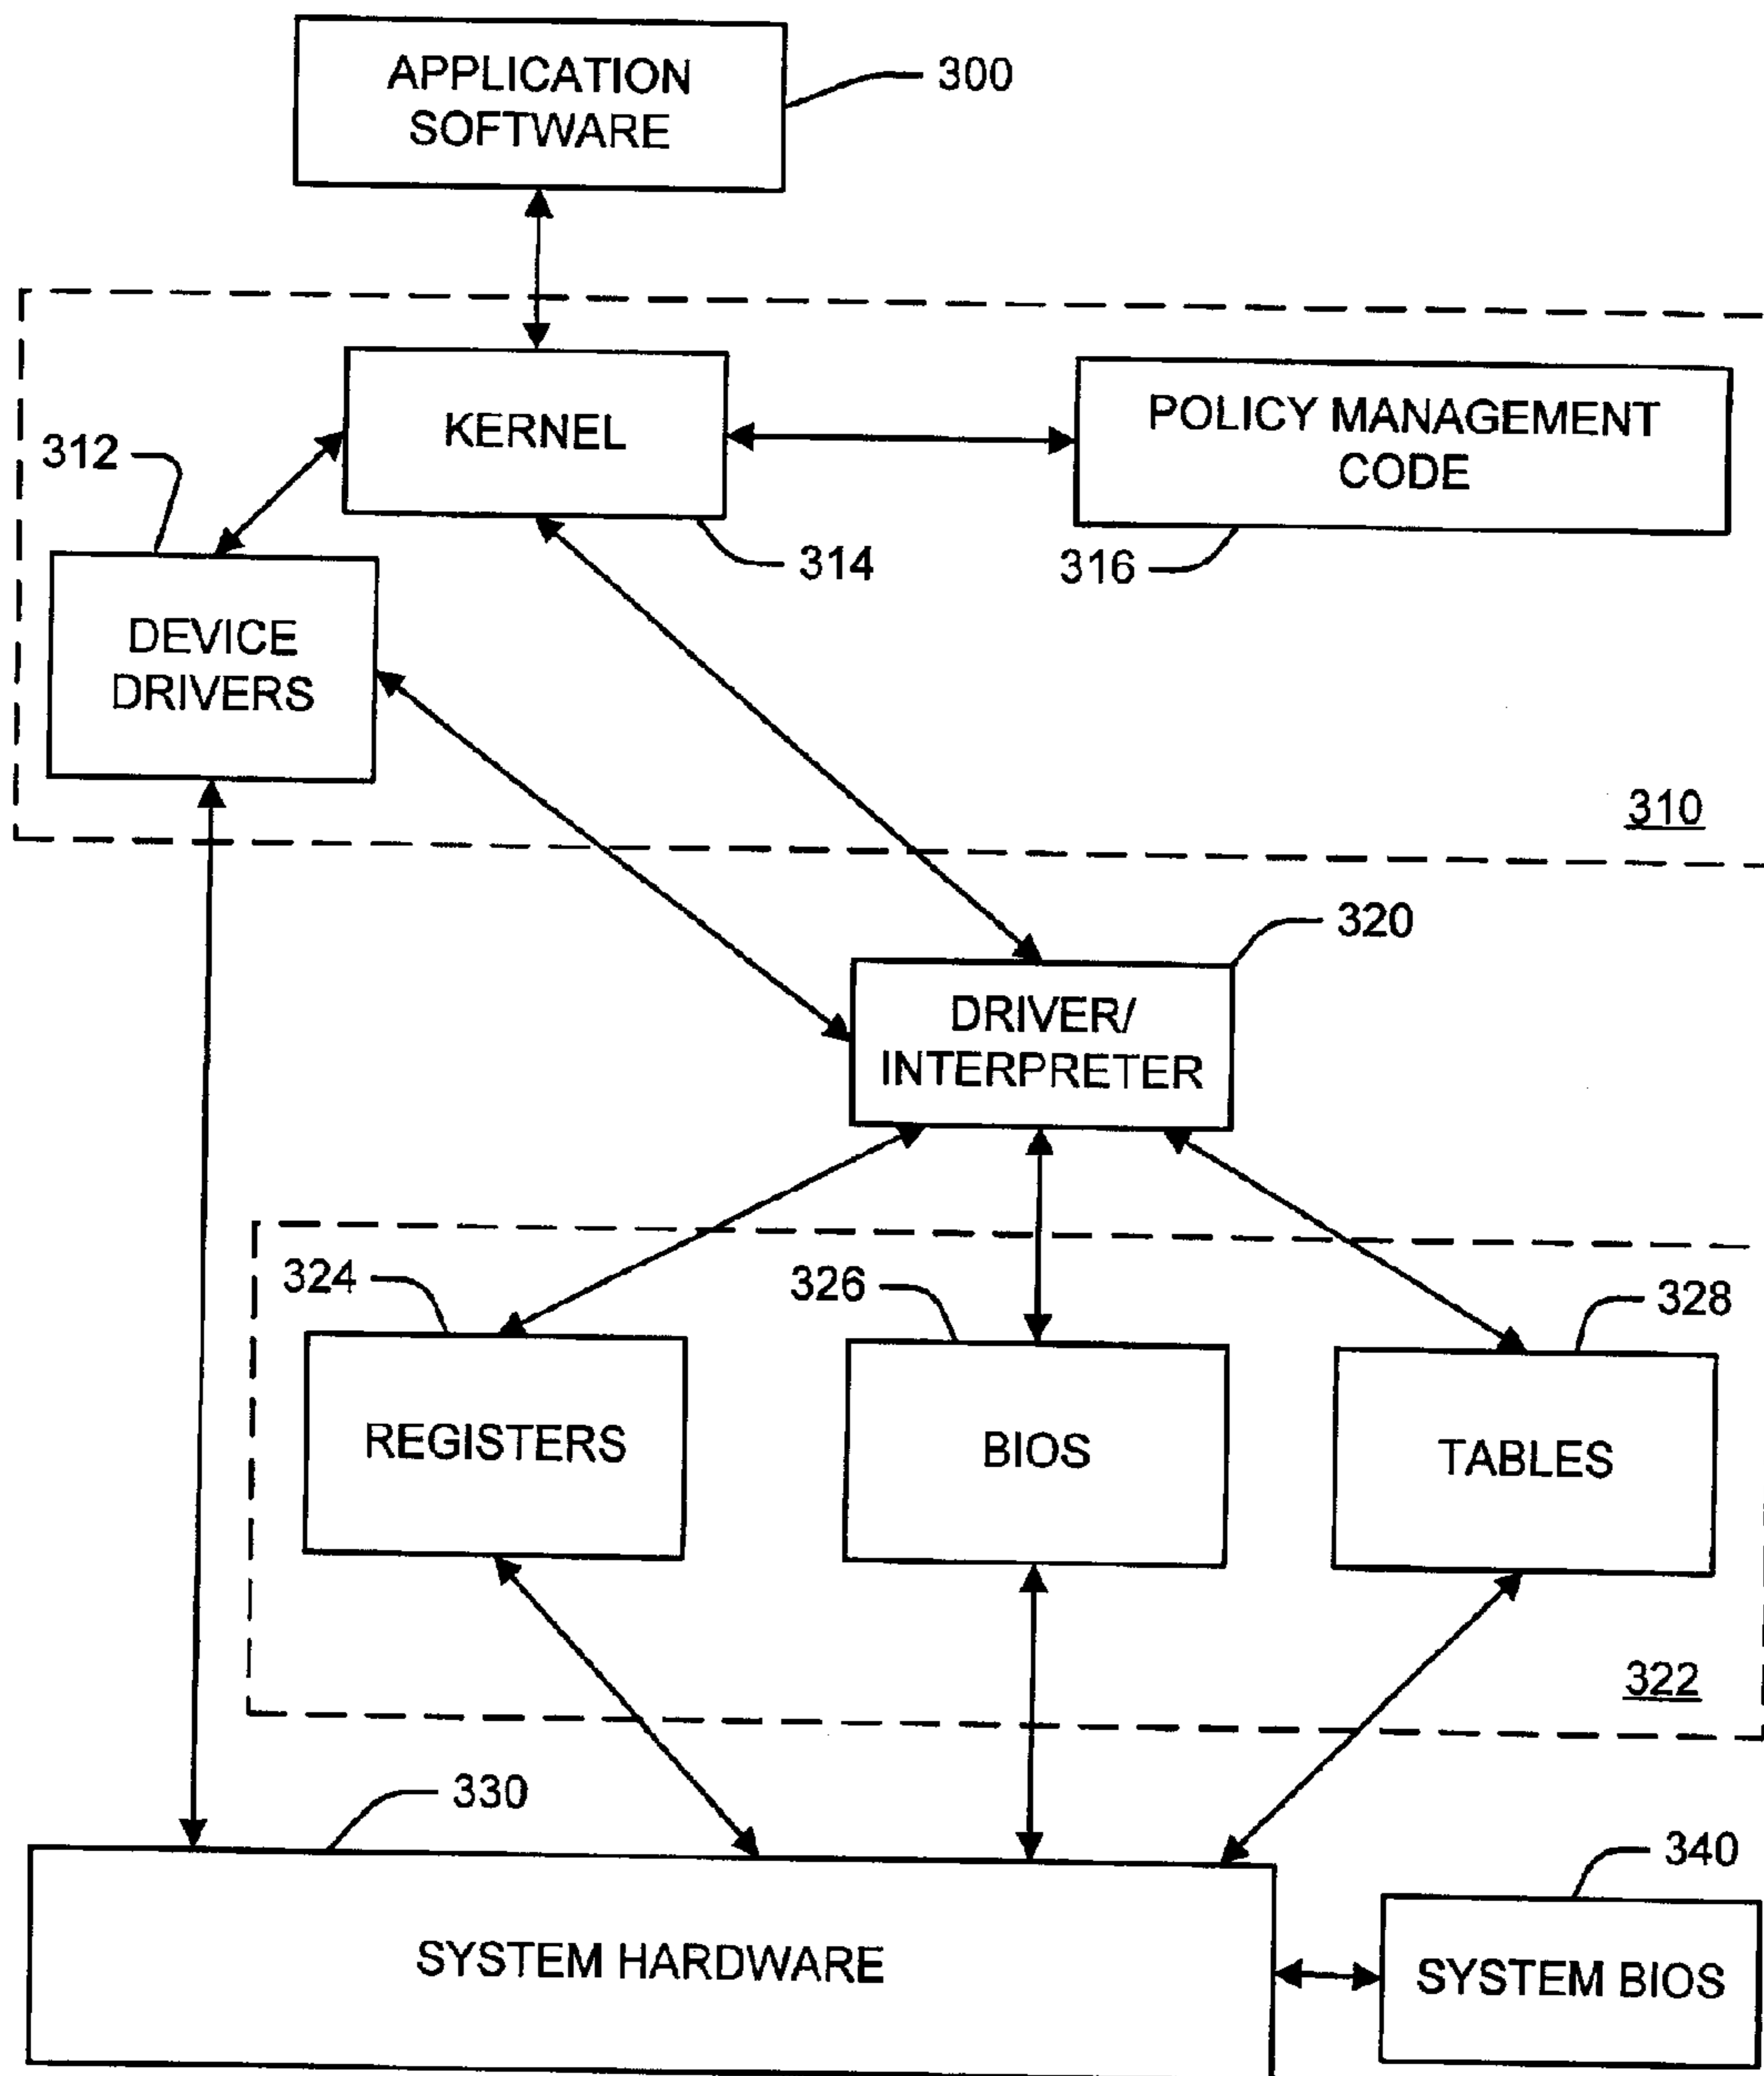 APPLICATION
SOFTWARE
300
KERNEL
POLICY MANAGEMENT
CODE
312
314
316
DEVICE
DRIVERS
310
320
DRIVER/
INTERPRETER
324
326
328
REGISTERS
BIOS
TABLES
322
330
340
SYSTEM HARDWARE
SYSTEM BIOS